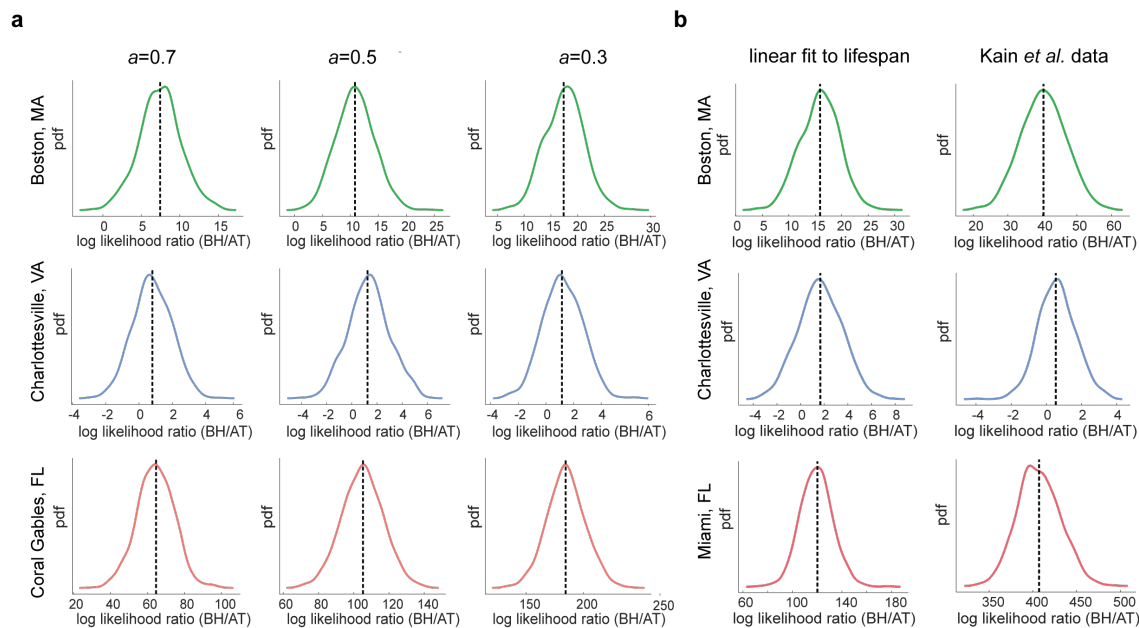 a
b
a=0.7
a=0.5
a=0.3
linear fit to lifespan
Kain et al. data
Boston, MA
pdf
0 5 10 15
log likelihood ratio (BH/AT)
pdf
0 5 10 15 20 25
log likelihood ratio (BH/AT)
pdf
5 10 15 20 25 30
log likelihood ratio (BH/AT)
Boston, MA
pdf
0 5 10 15 20 25 30
log likelihood ratio (BH/AT)
pdf
20 30 40 50 60
log likelihood ratio (BH/AT)
Charlottesville, VA
pdf
-4 -2 0 2 4 6
log likelihood ratio (BH/AT)
pdf
-4 -2 0 2 4 6
log likelihood ratio (BH/AT)
pdf
-4 -2 0 2 4 6
log likelihood ratio (BH/AT)
Charlottesville, VA
pdf
-4 -2 0 2 4 6 8
log likelihood ratio (BH/AT)
pdf
-4 -2 0 2 4
log likelihood ratio (BH/AT)
Coral Gables, FL
pdf
20 40 60 80 100
log likelihood ratio (BH/AT)
pdf
60 80 100 120 140
log likelihood ratio (BH/AT)
pdf
150 200 250
log likelihood ratio (BH/AT)
Miami, FL
pdf
60 100 140 180
log likelihood ratio (BH/AT)
pdf
350 400 450 500
log likelihood ratio (BH/AT)